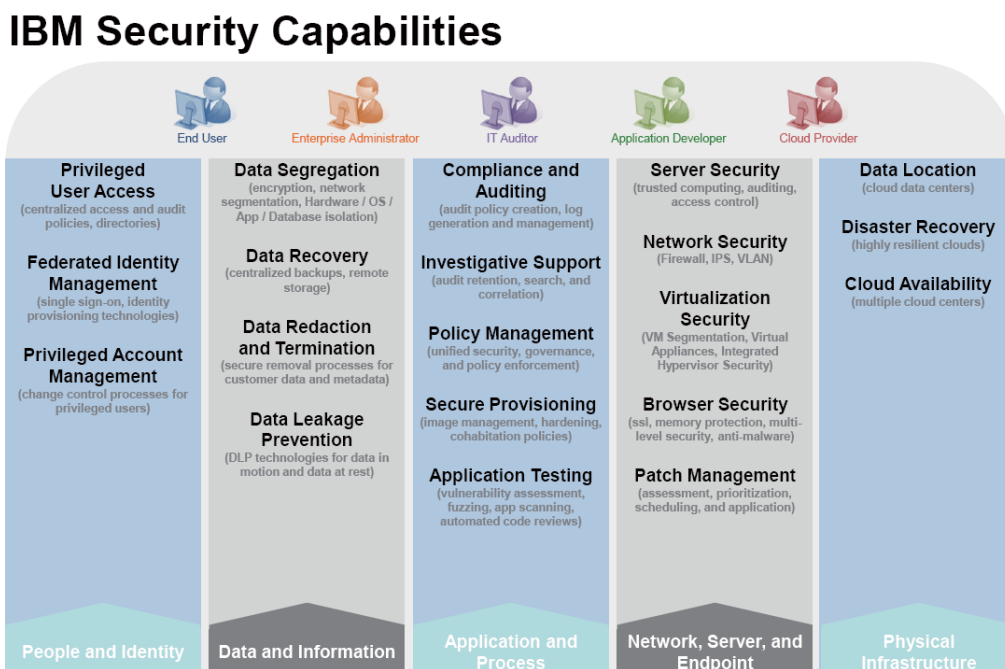 IBM Security Capabilities
End User
Enterprise Administrator
IT Auditor
Application Developer
Cloud Provider
Privileged
User Access
(centralized access and audit
policies, directories)
Federated Identity
Management
(single sign-on, identity
provisioning technologies)
Privileged Account
Management
(change control processes for
privileged users)
People and Identity
Data Segregation
(encryption, network
segmentation, Hardware / OS /
App / Database isolation)
Data Recovery
(centralized backups, remote
storage)
Data Redaction
and Termination
(secure removal processes for
customer data and metadata)
Data Leakage
Prevention
(DLP technologies for data in
motion and data at rest)
Data and Information
Compliance and
Auditing
(audit policy creation, log
generation and management)
Investigative Support
(audit retention, search, and
correlation)
Policy Management
(unified security, governance,
and policy enforcement)
Secure Provisioning
(image management, hardening,
cohabitation policies)
Application Testing
(vulnerability assessment,
fuzzing, app scanning,
automated code reviews)
Application and
Process
Server Security
(trusted computing, auditing,
access control)
Network Security
(Firewall, IPS, VLAN)
Virtualization
Security
(VM Segmentation, Virtual
Appliances, Integrated
Hypervisor Security)
Browser Security
(ssl, memory protection, multi-
level security, anti-malware)
Patch Management
(assessment, prioritization,
scheduling, and application)
Network, Server, and
Endpoint
Data Location
(cloud data centers)
Disaster Recovery
(highly resilient clouds)
Cloud Availability
(multiple cloud centers)
Physical
Infrastructure